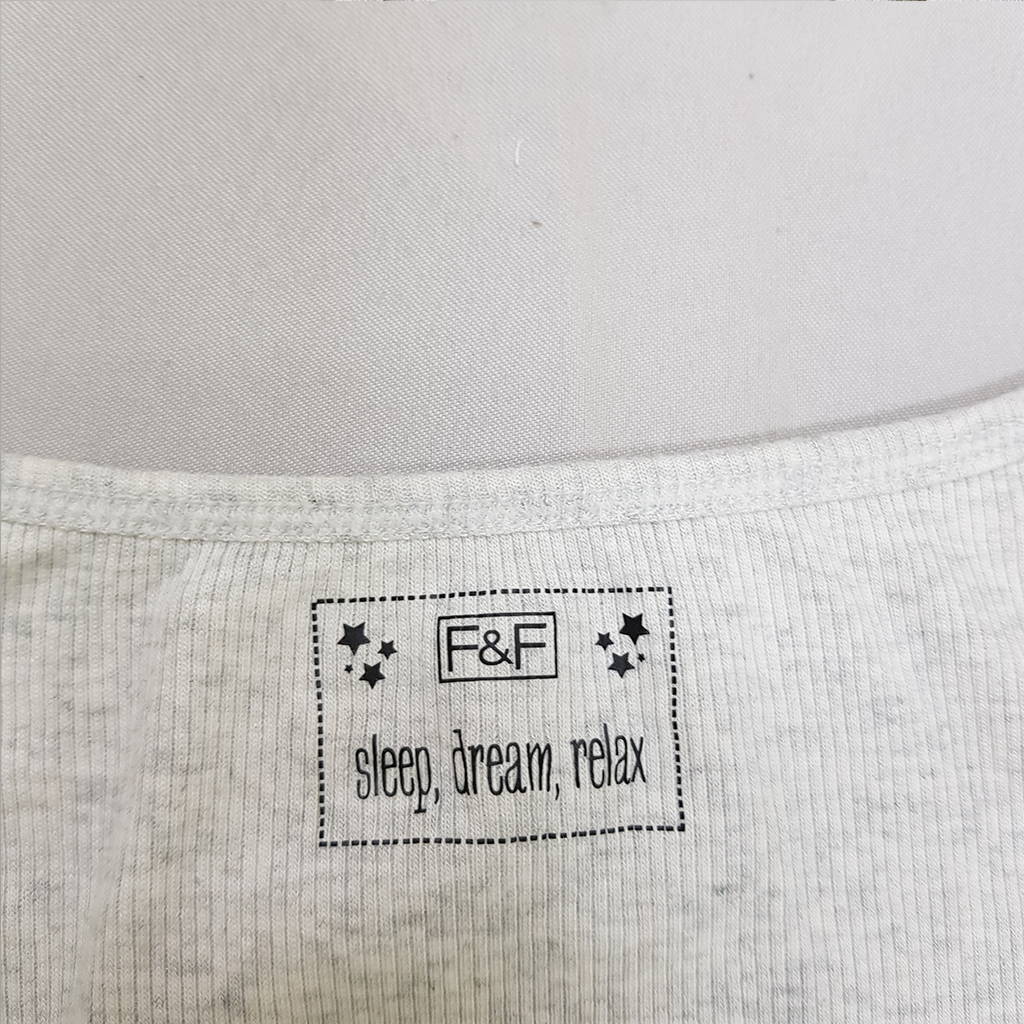 F&F
sleep, dream, relax